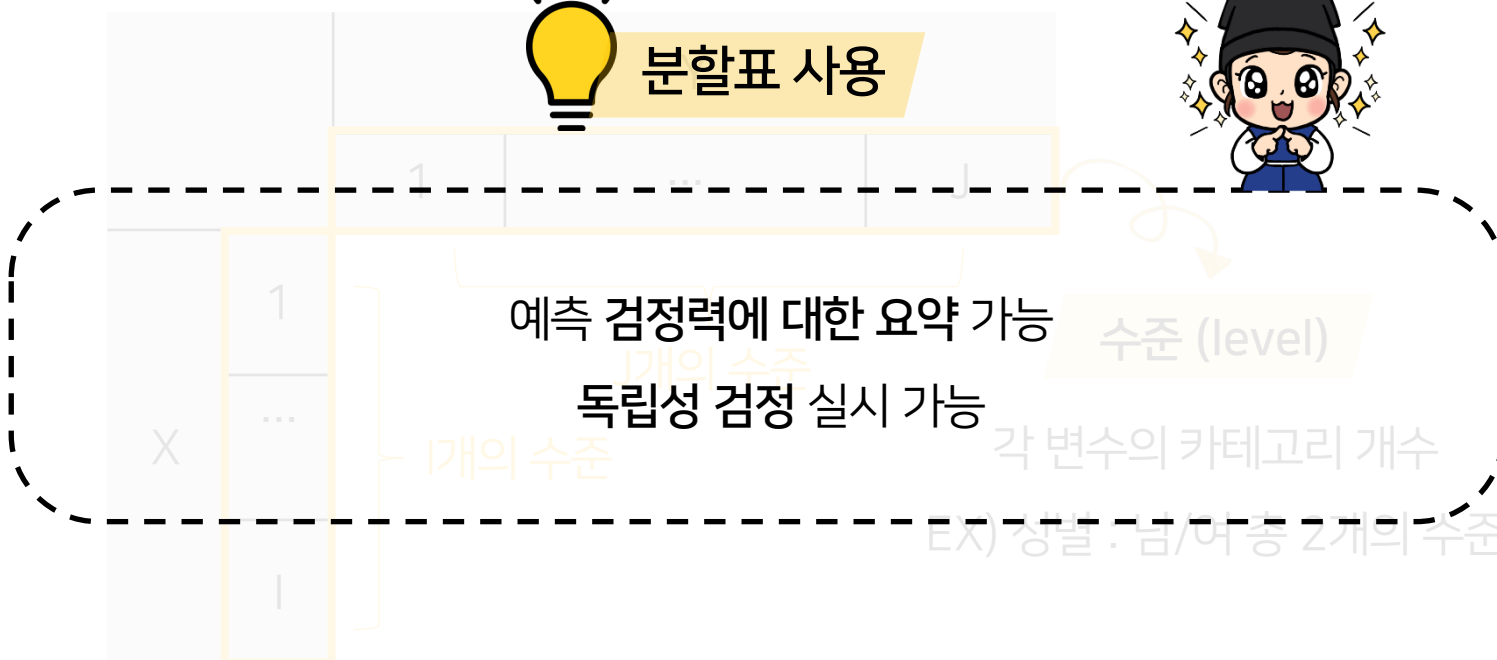 분할표 사용
1 ... J
1
예측 검정력에 대한 요약 가능
수준 (level)
J개의 수준
독립성 검정 실시 가능
...
X
I개의 수준
각 변수의 카테고리 개수
EX) 성별 : 남/여 총 2개의 수준
I